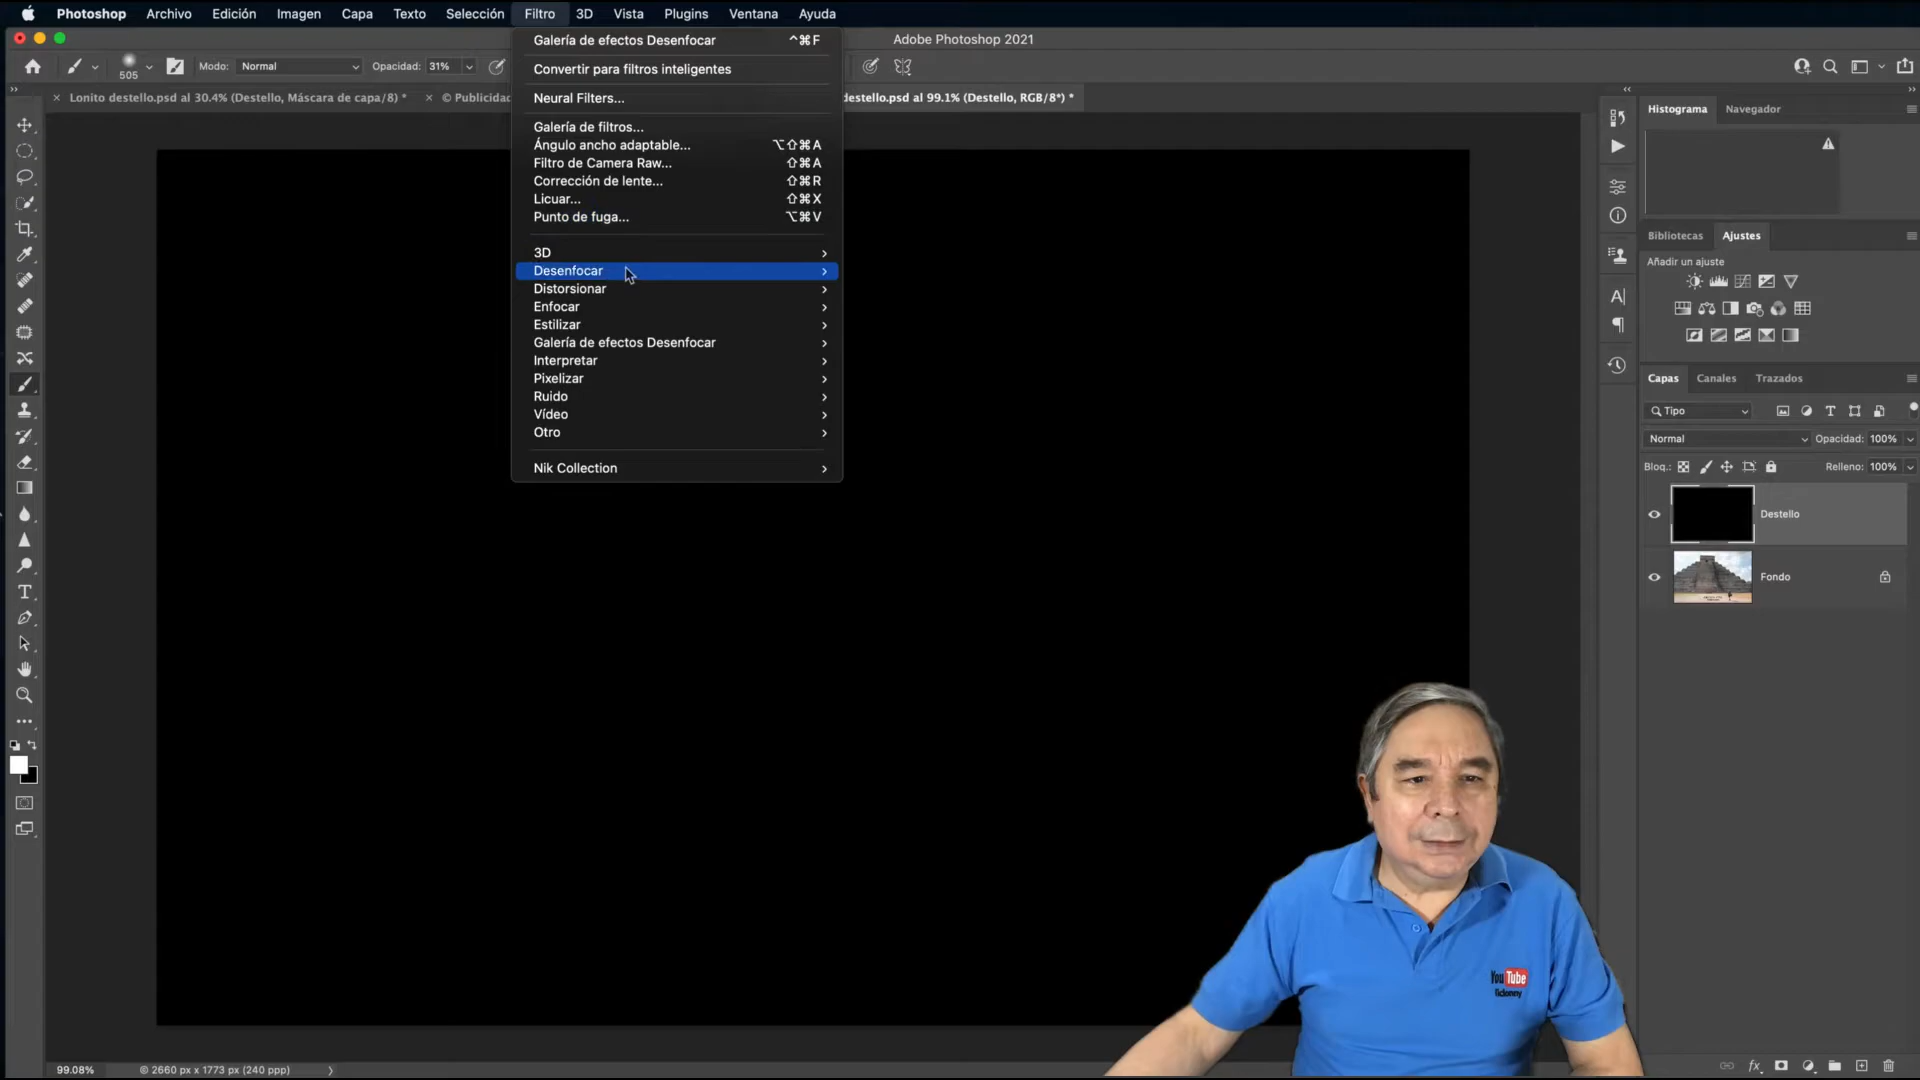 Photoshop Archivo Edición Imagen Capa Texto Selección Filtro 3D Vista Plugins Ventana Ayuda
Adobe Photoshop 2021
505 Modo: Normal Opacidad: 31%
Lonito destello.psd al 30.4% (Destello, Máscara de capa/8) * © Publicidad destello.psd al 99.1% (Destello, RGB/8*) *
Galería de efectos Desenfocar ^⌘F
Convertir para filtros inteligentes
Neural Filters...
Galería de filtros...
Ángulo ancho adaptable... ⌥⇧⌘A
Filtro de Camera Raw... ⇧⌘A
Corrección de lente... ⇧⌘R
Licuar... ⇧⌘X
Punto de fuga... ⌥⌘V
3D
Desenfocar
Distorsionar
Enfocar
Estilizar
Galería de efectos Desenfocar
Interpretar
Pixelizar
Ruido
Vídeo
Otro
Nik Collection
Histograma Navegador
Bibliotecas Ajustes
Añadir un ajuste
Capas Canales Trazados
Tipo
Normal Opacidad: 100%
Bloq.: Relleno: 100%
Destello
Fondo
YouTube
99.08% © 2660 px x 1773 px (240 ppp)